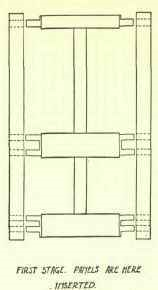 FIRST STAGE. PANELS ARE HERE
INSERTED.